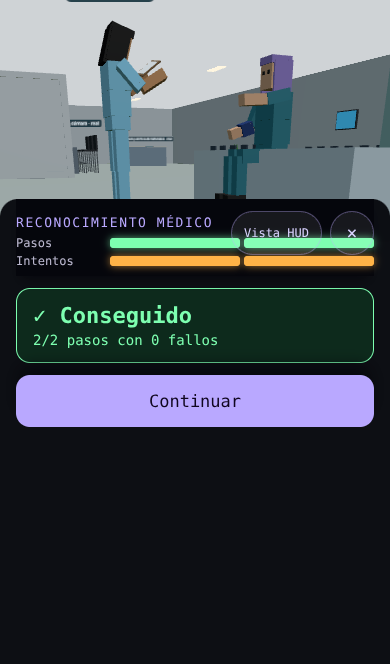 RECONOCIMIENTO MÉDICO
Vista HUD
×
Pasos
Intentos
✓ Conseguido
2/2 pasos con 0 fallos
Continuar